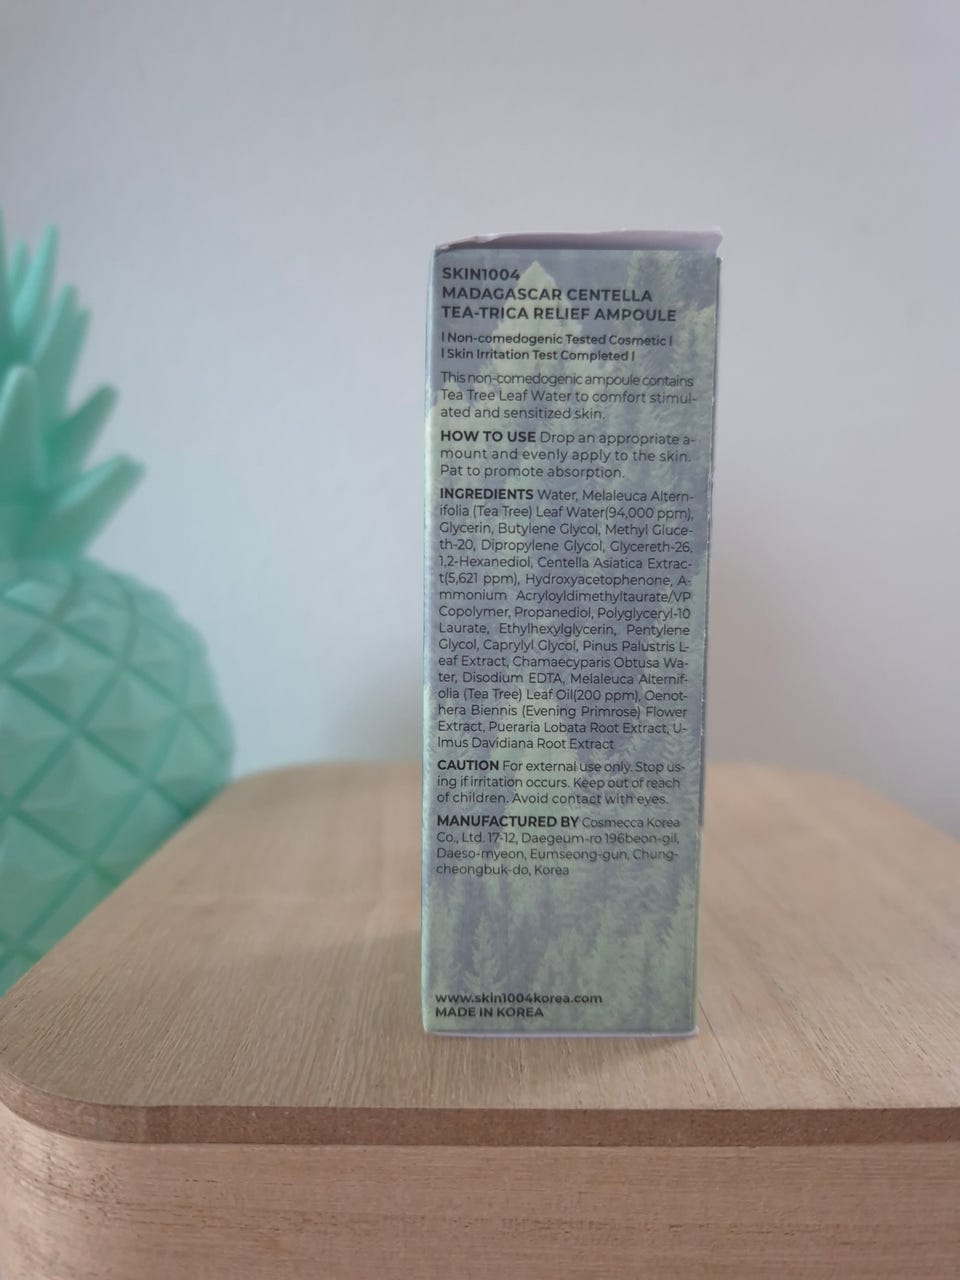 SKIN1004
MADAGASCAR CENTELLA
TEA-TRICA RELIEF AMPOULE
I Non-comedogenic Tested Cosmetic I
I Skin Irritation Test Completed I
This non-comedogenic ampoule contains
Tea Tree Leaf Water to comfort stimul-
ated and sensitized skin.
HOW TO USE Drop an appropriate a-
mount and evenly apply to the skin.
Pat to promote absorption.
INGREDIENTS Water, Melaleuca Altern-
ifolia (Tea Tree) Leaf Water(94,000 ppm),
Glycerin, Butylene Glycol, Methyl Gluce-
th-20, Dipropylene Glycol, Glycereth-26,
1,2-Hexanediol, Centella Asiatica Extrac-
t(5,621 ppm), Hydroxyacetophenone, A-
mmonium Acryloyldimethyltaurate/VP
Copolymer, Propanediol, Polyglyceryl-10
Laurate, Ethylhexylglycerin, Pentylene
Glycol, Caprylyl Glycol, Pinus Palustris L-
eaf Extract, Chamaecyparis Obtusa Wa-
ter, Disodium EDTA, Melaleuca Alternif-
olia (Tea Tree) Leaf Oil(200 ppm), Oenot-
hera Biennis (Evening Primrose) Flower
Extract, Pueraria Lobata Root Extract, U-
lmus Davidiana Root Extract
CAUTION For external use only. Stop us-
ing if irritation occurs. Keep out of reach
of children. Avoid contact with eyes.
MANUFACTURED BY Cosmecca Korea
Co., Ltd. 17-12, Daegeum-ro 196beon-gil,
Daeso-myeon, Eumseong-gun, Chung-
cheongbuk-do, Korea
www.skin1004korea.com
MADE IN KOREA